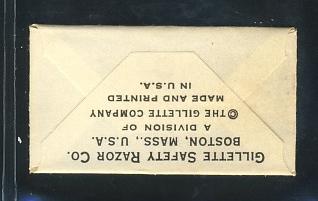 GILLETTE SAFETY RAZOR CO.
BOSTON, MASS., U.S.A.
A DIVISION OF
© THE GILLETTE COMPANY
MADE AND PRINTED
IN U.S.A.